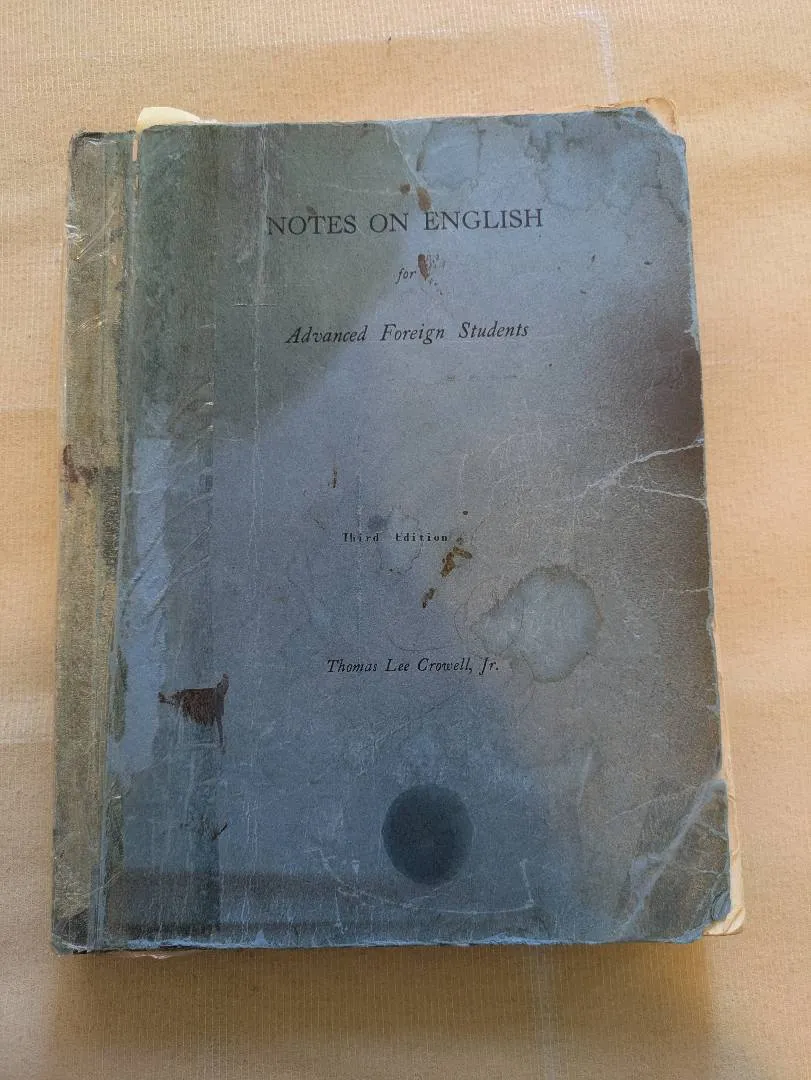 NOTES ON ENGLISH
for
Advanced Foreign Students
Third Edition
Thomas Lee Crowell, Jr.